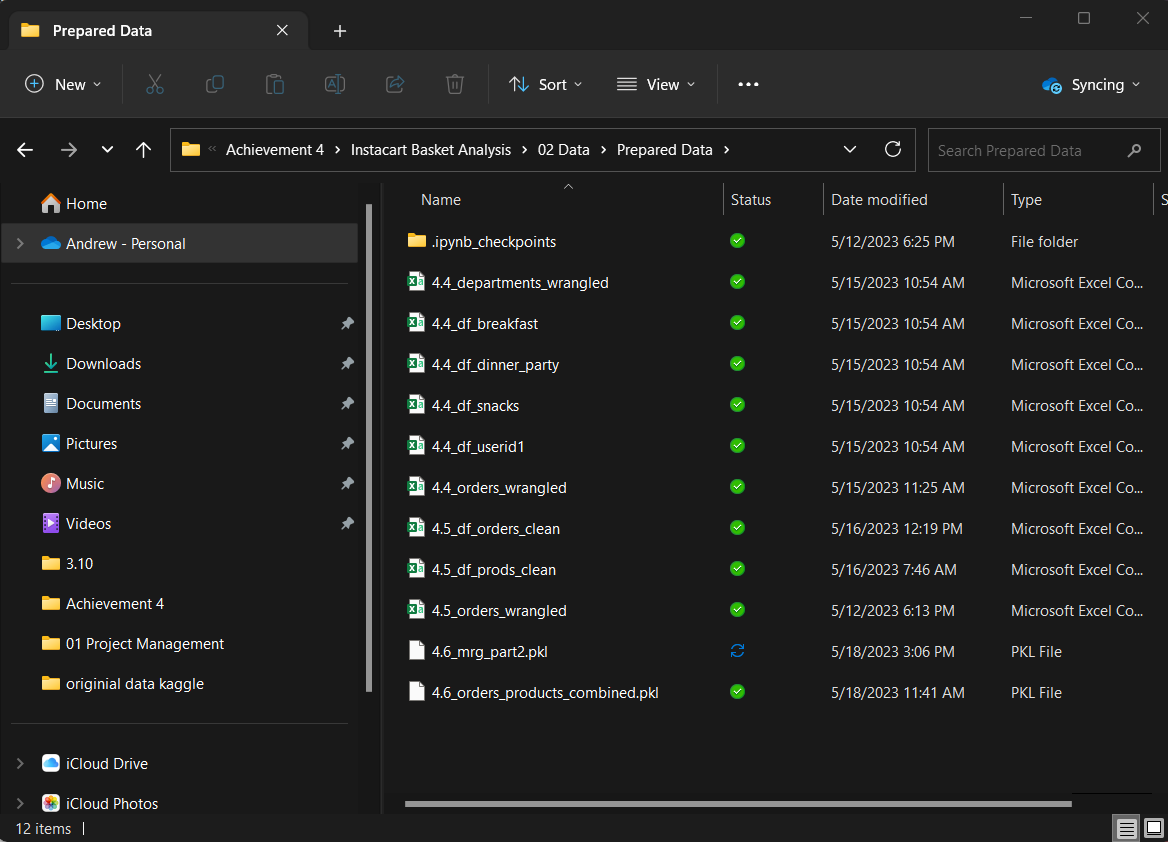 Prepared Data
New
Sort
View
Syncing
Achievement 4 › Instacart Basket Analysis › 02 Data › Prepared Data ›
Search Prepared Data
Home
Andrew - Personal
Desktop
Downloads
Documents
Pictures
Music
Videos
3.10
Achievement 4
01 Project Management
originial data kaggle
iCloud Drive
iCloud Photos
Name Status Date modified Type S
.ipynb_checkpoints 5/12/2023 6:25 PM File folder
4.4_departments_wrangled 5/15/2023 10:54 AM Microsoft Excel Co...
4.4_df_breakfast 5/15/2023 10:54 AM Microsoft Excel Co...
4.4_df_dinner_party 5/15/2023 10:54 AM Microsoft Excel Co...
4.4_df_snacks 5/15/2023 10:54 AM Microsoft Excel Co...
4.4_df_userid1 5/15/2023 10:54 AM Microsoft Excel Co...
4.4_orders_wrangled 5/15/2023 11:25 AM Microsoft Excel Co...
4.5_df_orders_clean 5/16/2023 12:19 PM Microsoft Excel Co...
4.5_df_prods_clean 5/16/2023 7:46 AM Microsoft Excel Co...
4.5_orders_wrangled 5/12/2023 6:13 PM Microsoft Excel Co...
4.6_mrg_part2.pkl 5/18/2023 3:06 PM PKL File
4.6_orders_products_combined.pkl 5/18/2023 11:41 AM PKL File
12 items